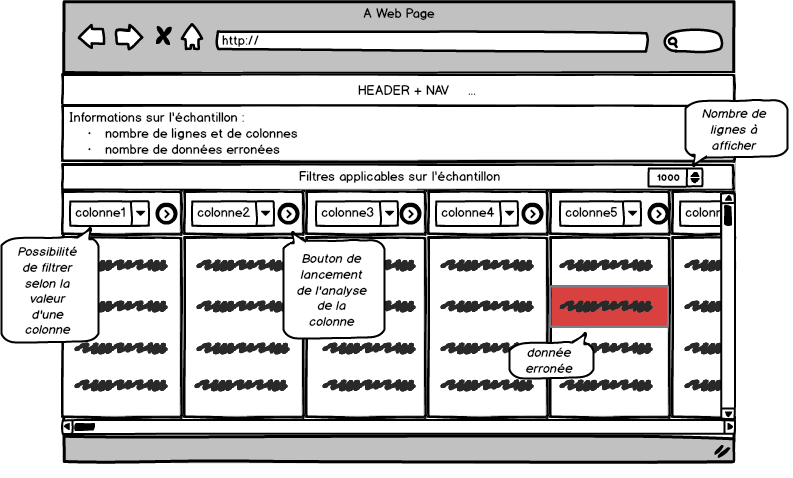 A Web Page
http://
HEADER + NAV ...
Informations sur l'échantillon :
· nombre de lignes et de colonnes
· nombre de données erronées
Nombre de
lignes à
afficher
Filtres applicables sur l'échantillon
1000
colonne1
colonne2
colonne3
colonne4
colonne5
colonn
Possibilité
de filtrer
selon la
valeur
d'une
colonne
Bouton de
lancement
de l'analyse
de la
colonne
donnée
erronée